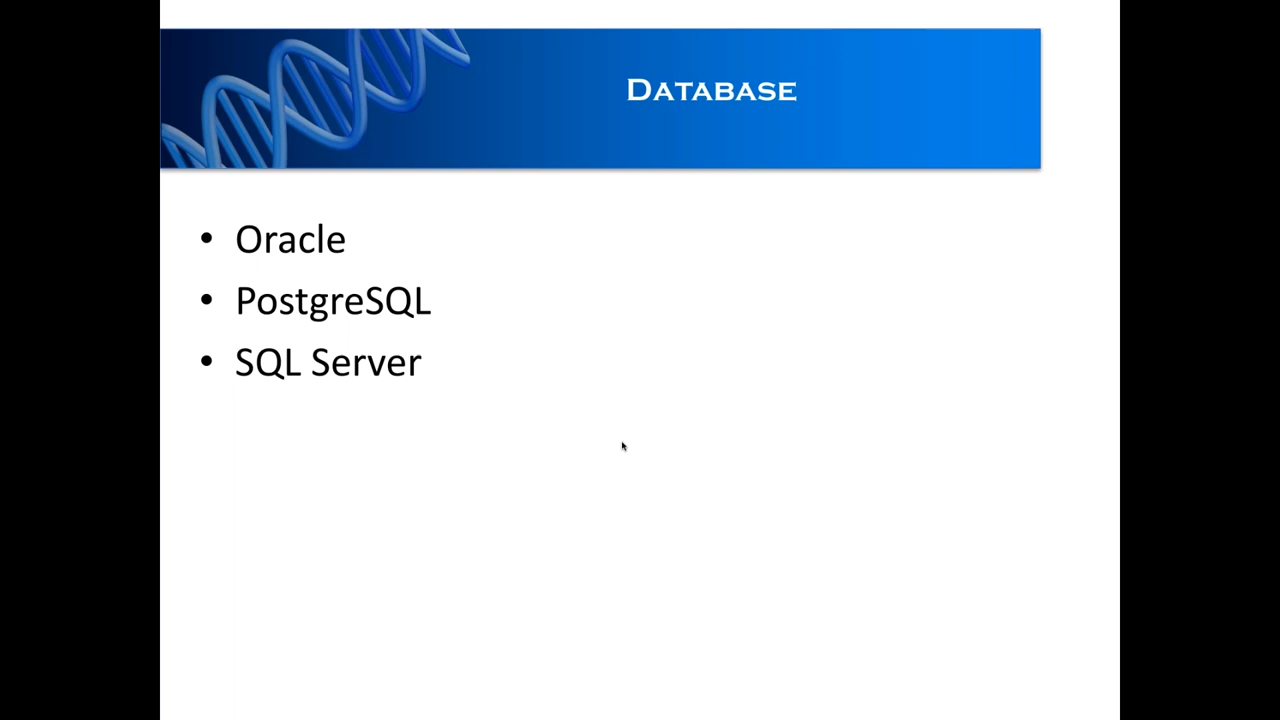 Database
• Oracle
• PostgreSQL
• SQL Server